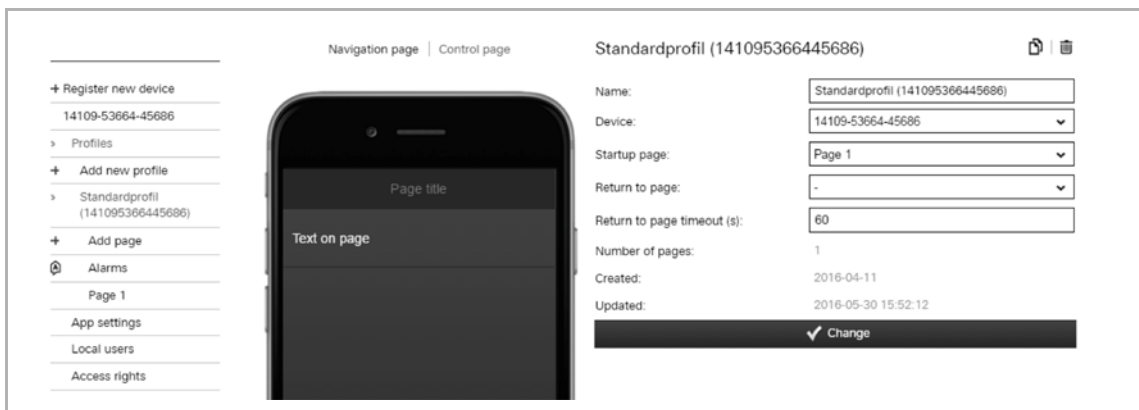 + Register new device
14109-53664-45686
› Profiles
+ Add new profile
› Standardprofil
(141095366445686)
+ Add page
Alarms
Page 1
App settings
Local users
Access rights
Navigation page | Control page
Page title
Text on page
Standardprofil (141095366445686)
Name: Standardprofil (141095366445686)
Device: 14109-53664-45686
Startup page: Page 1
Return to page: -
Return to page timeout (s): 60
Number of pages: 1
Created: 2016-04-11
Updated: 2016-05-30 15:52:12
Change